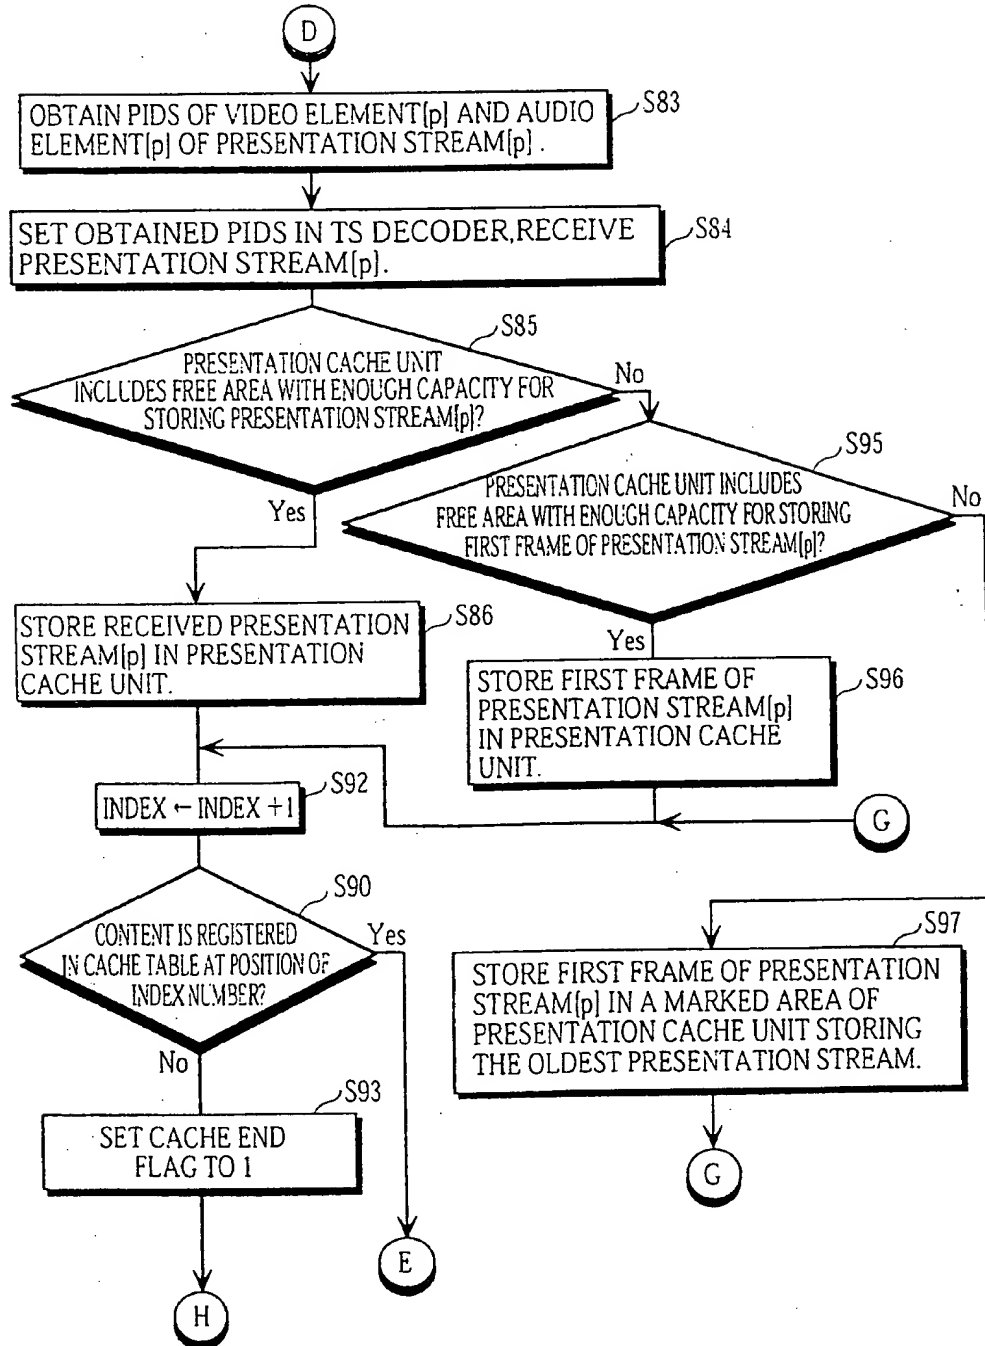 D
OBTAIN PIDS OF VIDEO ELEMENT[p] AND AUDIO
ELEMENT[p] OF PRESENTATION STREAM[p] .
S83
SET OBTAINED PIDS IN TS DECODER,RECEIVE
PRESENTATION STREAM[p].
S84
S85
PRESENTATION CACHE UNIT
INCLUDES FREE AREA WITH ENOUGH CAPACITY FOR
STORING PRESENTATION STREAM[p]?
No
Yes
S95
PRESENTATION CACHE UNIT INCLUDES
FREE AREA WITH ENOUGH CAPACITY FOR STORING
FIRST FRAME OF PRESENTATION STREAM[p]?
No
Yes
STORE RECEIVED PRESENTATION
STREAM[p] IN PRESENTATION
CACHE UNIT.
S86
STORE FIRST FRAME OF
PRESENTATION STREAM[p]
IN PRESENTATION CACHE
UNIT.
S96
S92
INDEX ← INDEX +1
G
S90
CONTENT IS REGISTERED
IN CACHE TABLE AT POSITION OF
INDEX NUMBER?
Yes
No
S97
STORE FIRST FRAME OF PRESENTATION
STREAM[p] IN A MARKED AREA OF
PRESENTATION CACHE UNIT STORING
THE OLDEST PRESENTATION STREAM.
S93
SET CACHE END
FLAG TO 1
G
E
H